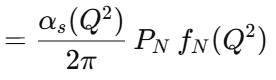 = \frac{\alpha_s(Q^2)}{2\pi} P_N f_N(Q^2)